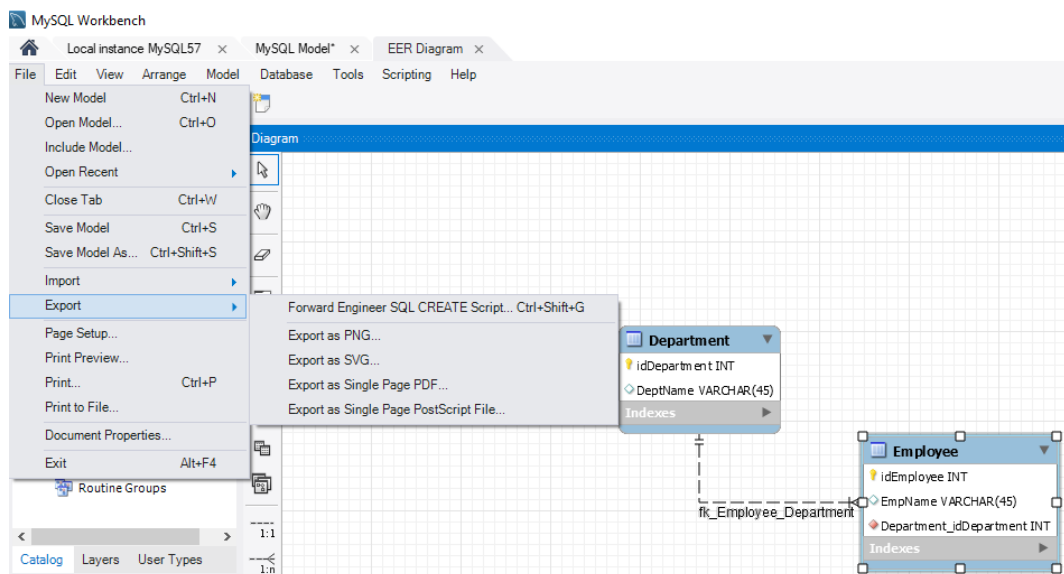 MySQL Workbench
Local instance MySQL57 × MySQL Model* × EER Diagram ×
File Edit View Arrange Model Database Tools Scripting Help
New Model Ctrl+N
Open Model... Ctrl+O
Include Model...
Open Recent
Close Tab Ctrl+W
Save Model Ctrl+S
Save Model As... Ctrl+Shift+S
Import
Export
Page Setup...
Print Preview...
Print... Ctrl+P
Print to File...
Document Properties...
Exit Alt+F4
Diagram
Forward Engineer SQL CREATE Script... Ctrl+Shift+G
Export as PNG...
Export as SVG...
Export as Single Page PDF...
Export as Single Page PostScript File...
Department
idDepartment INT
DeptName VARCHAR(45)
Indexes
fk_Employee_Department
Employee
idEmployee INT
EmpName VARCHAR(45)
Department_idDepartment INT
Indexes
Routine Groups
Catalog Layers User Types
1:1
1:n